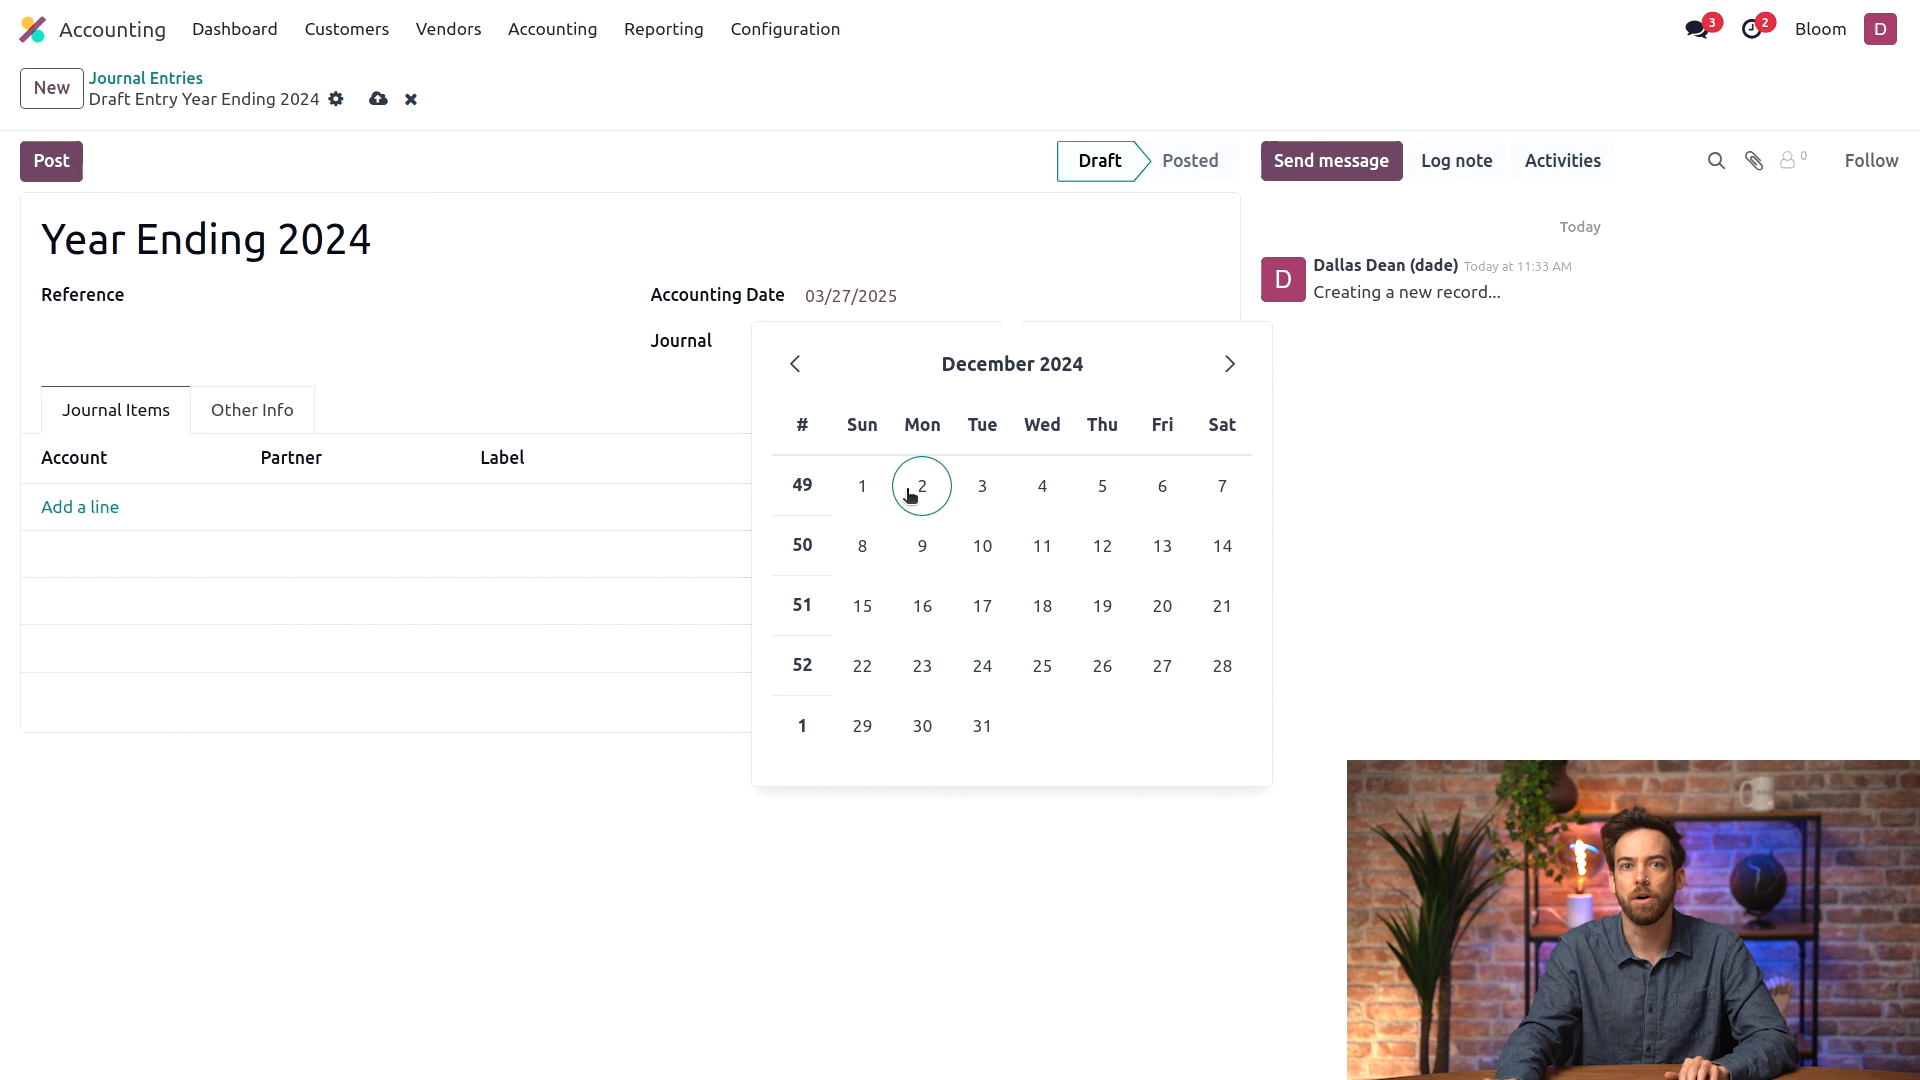 Accounting Dashboard Customers Vendors Accounting Reporting Configuration 3 2 Bloom D
New Journal Entries
Draft Entry Year Ending 2024
Post Draft Posted Send message Log note Activities 0 Follow
Year Ending 2024
Today
Reference Accounting Date 03/27/2025
D Dallas Dean (dade) Today at 11:33 AM
Creating a new record...
Journal
December 2024
Journal Items Other Info
# Sun Mon Tue Wed Thu Fri Sat
Account Partner Label
49 1 2 3 4 5 6 7
Add a line
50 8 9 10 11 12 13 14
51 15 16 17 18 19 20 21
52 22 23 24 25 26 27 28
1 29 30 31